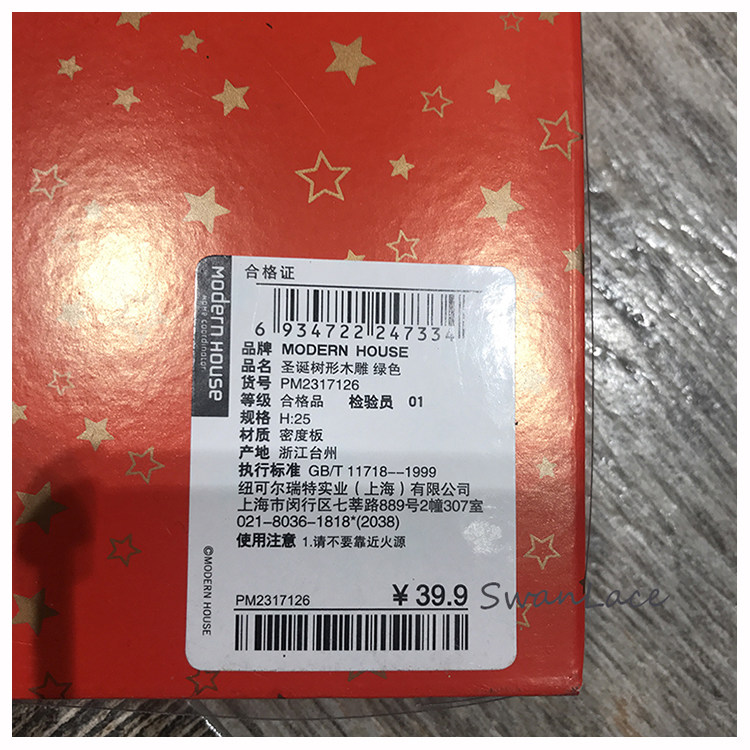 合格证
MODERN HOUSE
HOME COORDINATOR
6 934722 247334
品牌 MODERN HOUSE
品名 圣诞树形木雕 绿色
货号 PM2317126
等级 合格品 检验员 01
规格 H:25
材质 密度板
产地 浙江台州
执行标准 GB/T 11718--1999
纽可尔瑞特实业(上海)有限公司
上海市闵行区七莘路889号2幢307室
021-8036-1818*(2038)
使用注意 1.请不要靠近火源
©MODERN HOUSE
PM2317126
¥ 39.9
SwanLace